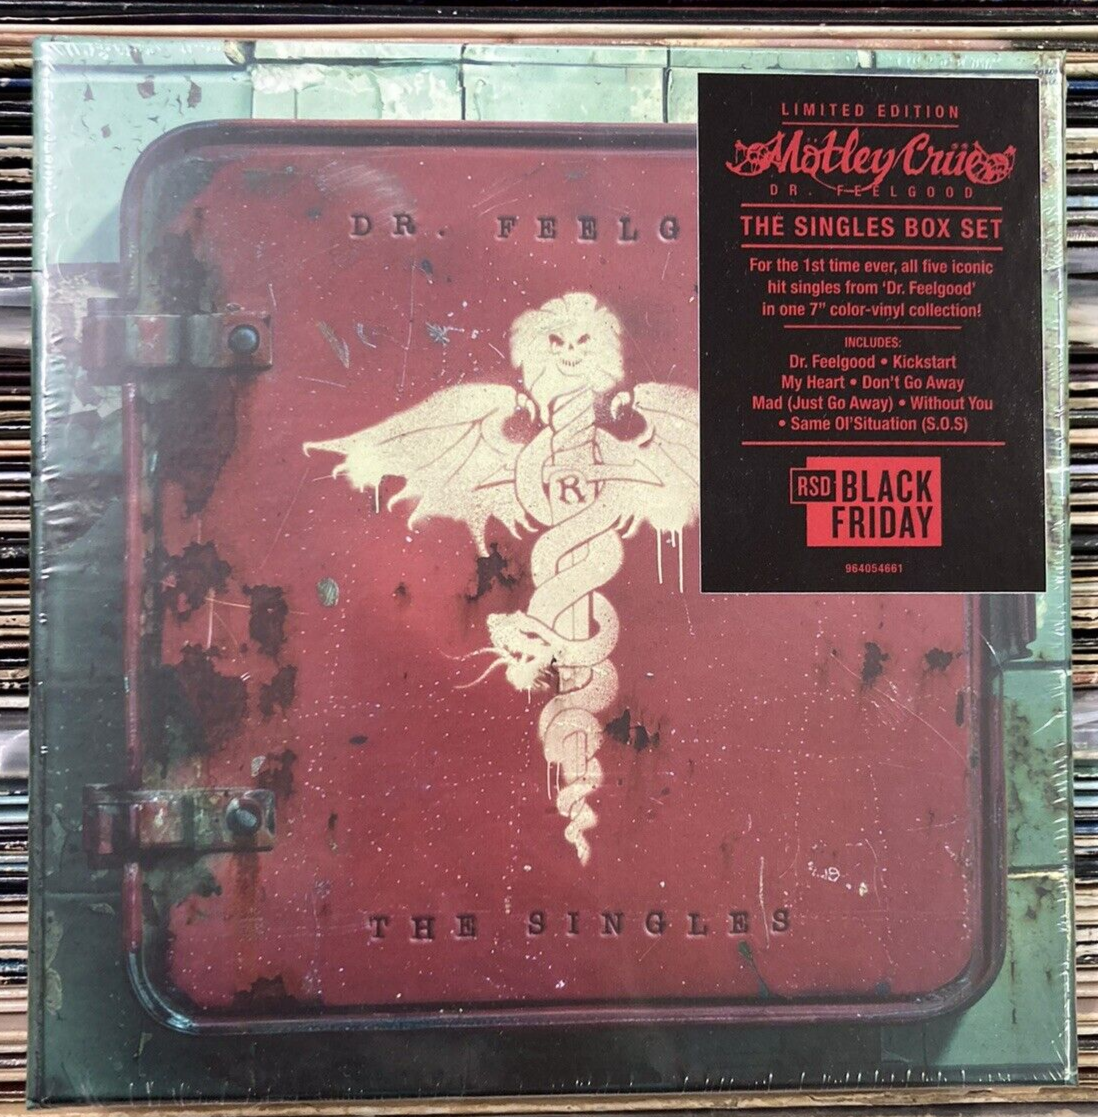 LIMITED EDITION
Mötley Crüe
DR. FEELGOOD
THE SINGLES BOX SET
For the 1st time ever, all five iconic
hit singles from ‘Dr. Feelgood’
in one 7” color-vinyl collection!
INCLUDES:
Dr. Feelgood • Kickstart
My Heart • Don’t Go Away
Mad (Just Go Away) • Without You
• Same Ol’Situation (S.O.S)
RSD BLACK
FRIDAY
964054661
DR. FEELG
R
THE SINGLES